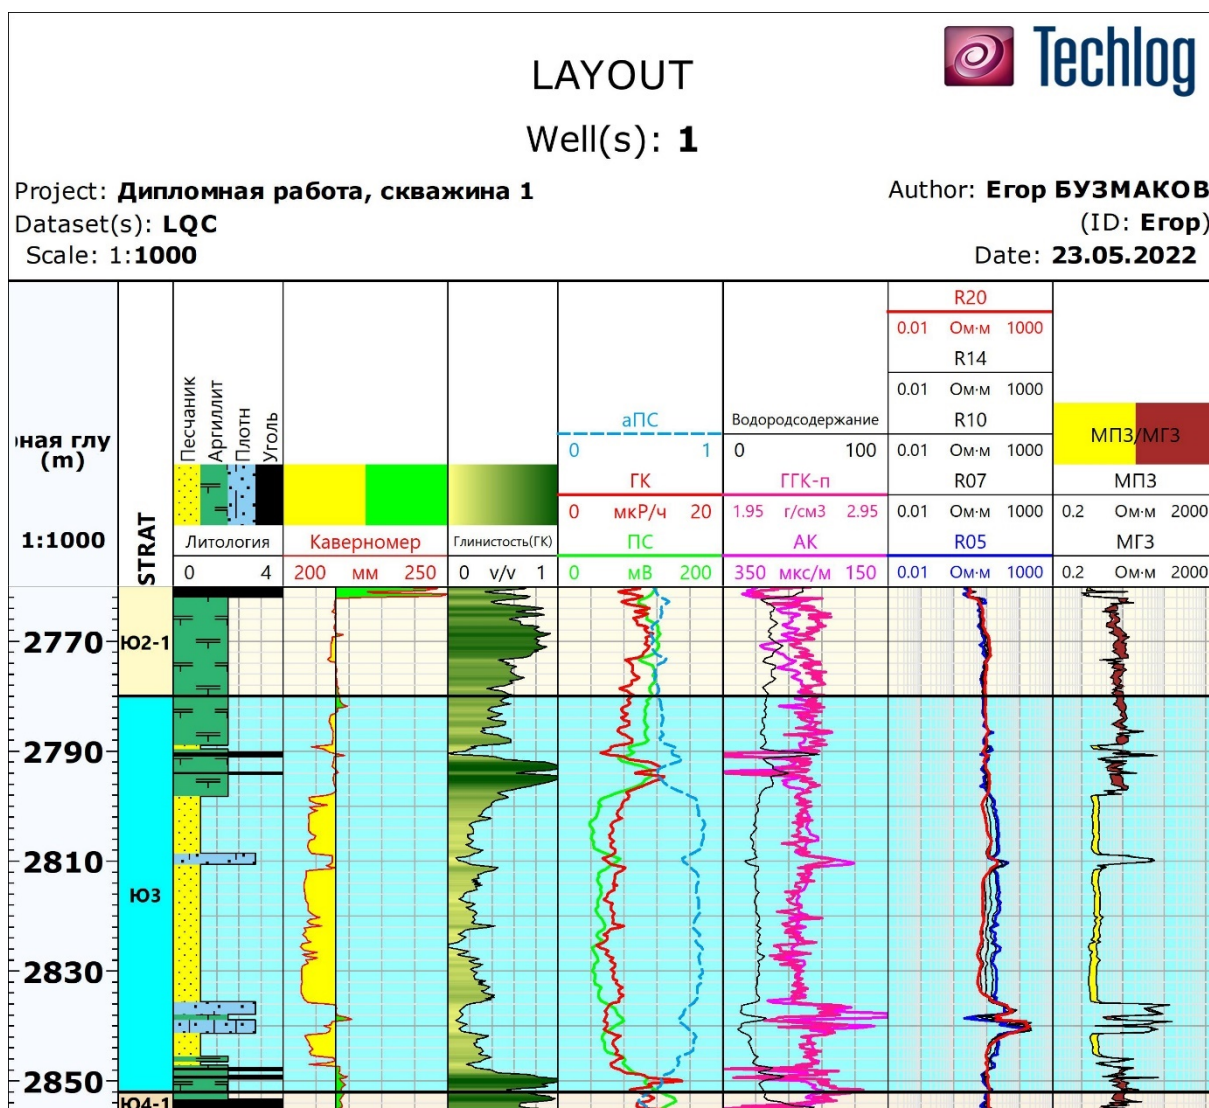 Techlog
LAYOUT
Well(s): 1
Project: Дипломная работа, скважина 1
Author: Егор БУЗМАКОВ
Dataset(s): LQC
(ID: Егор)
Scale: 1:1000
Date: 23.05.2022
ная глу
(m)
1:1000
STRAT
Песчаник
Аргиллит
Плотн
Уголь
Литология
0 4
Каверномер
200 мм 250
Глинистость(ГК)
0 v/v 1
аПС
0 1
ГК
0 мкР/ч 20
ПС
0 мВ 200
Водородсодержание
0 100
ГГК-п
1.95 г/см3 2.95
АК
350 мкс/м 150
R20
0.01 Ом·м 1000
R14
0.01 Ом·м 1000
R10
0.01 Ом·м 1000
R07
0.01 Ом·м 1000
R05
0.01 Ом·м 1000
МПЗ/МГЗ
МПЗ
0.2 Ом·м 2000
МГЗ
0.2 Ом·м 2000
2770
Ю2-1
2790
2810
Ю3
2830
2850
Ю4-1